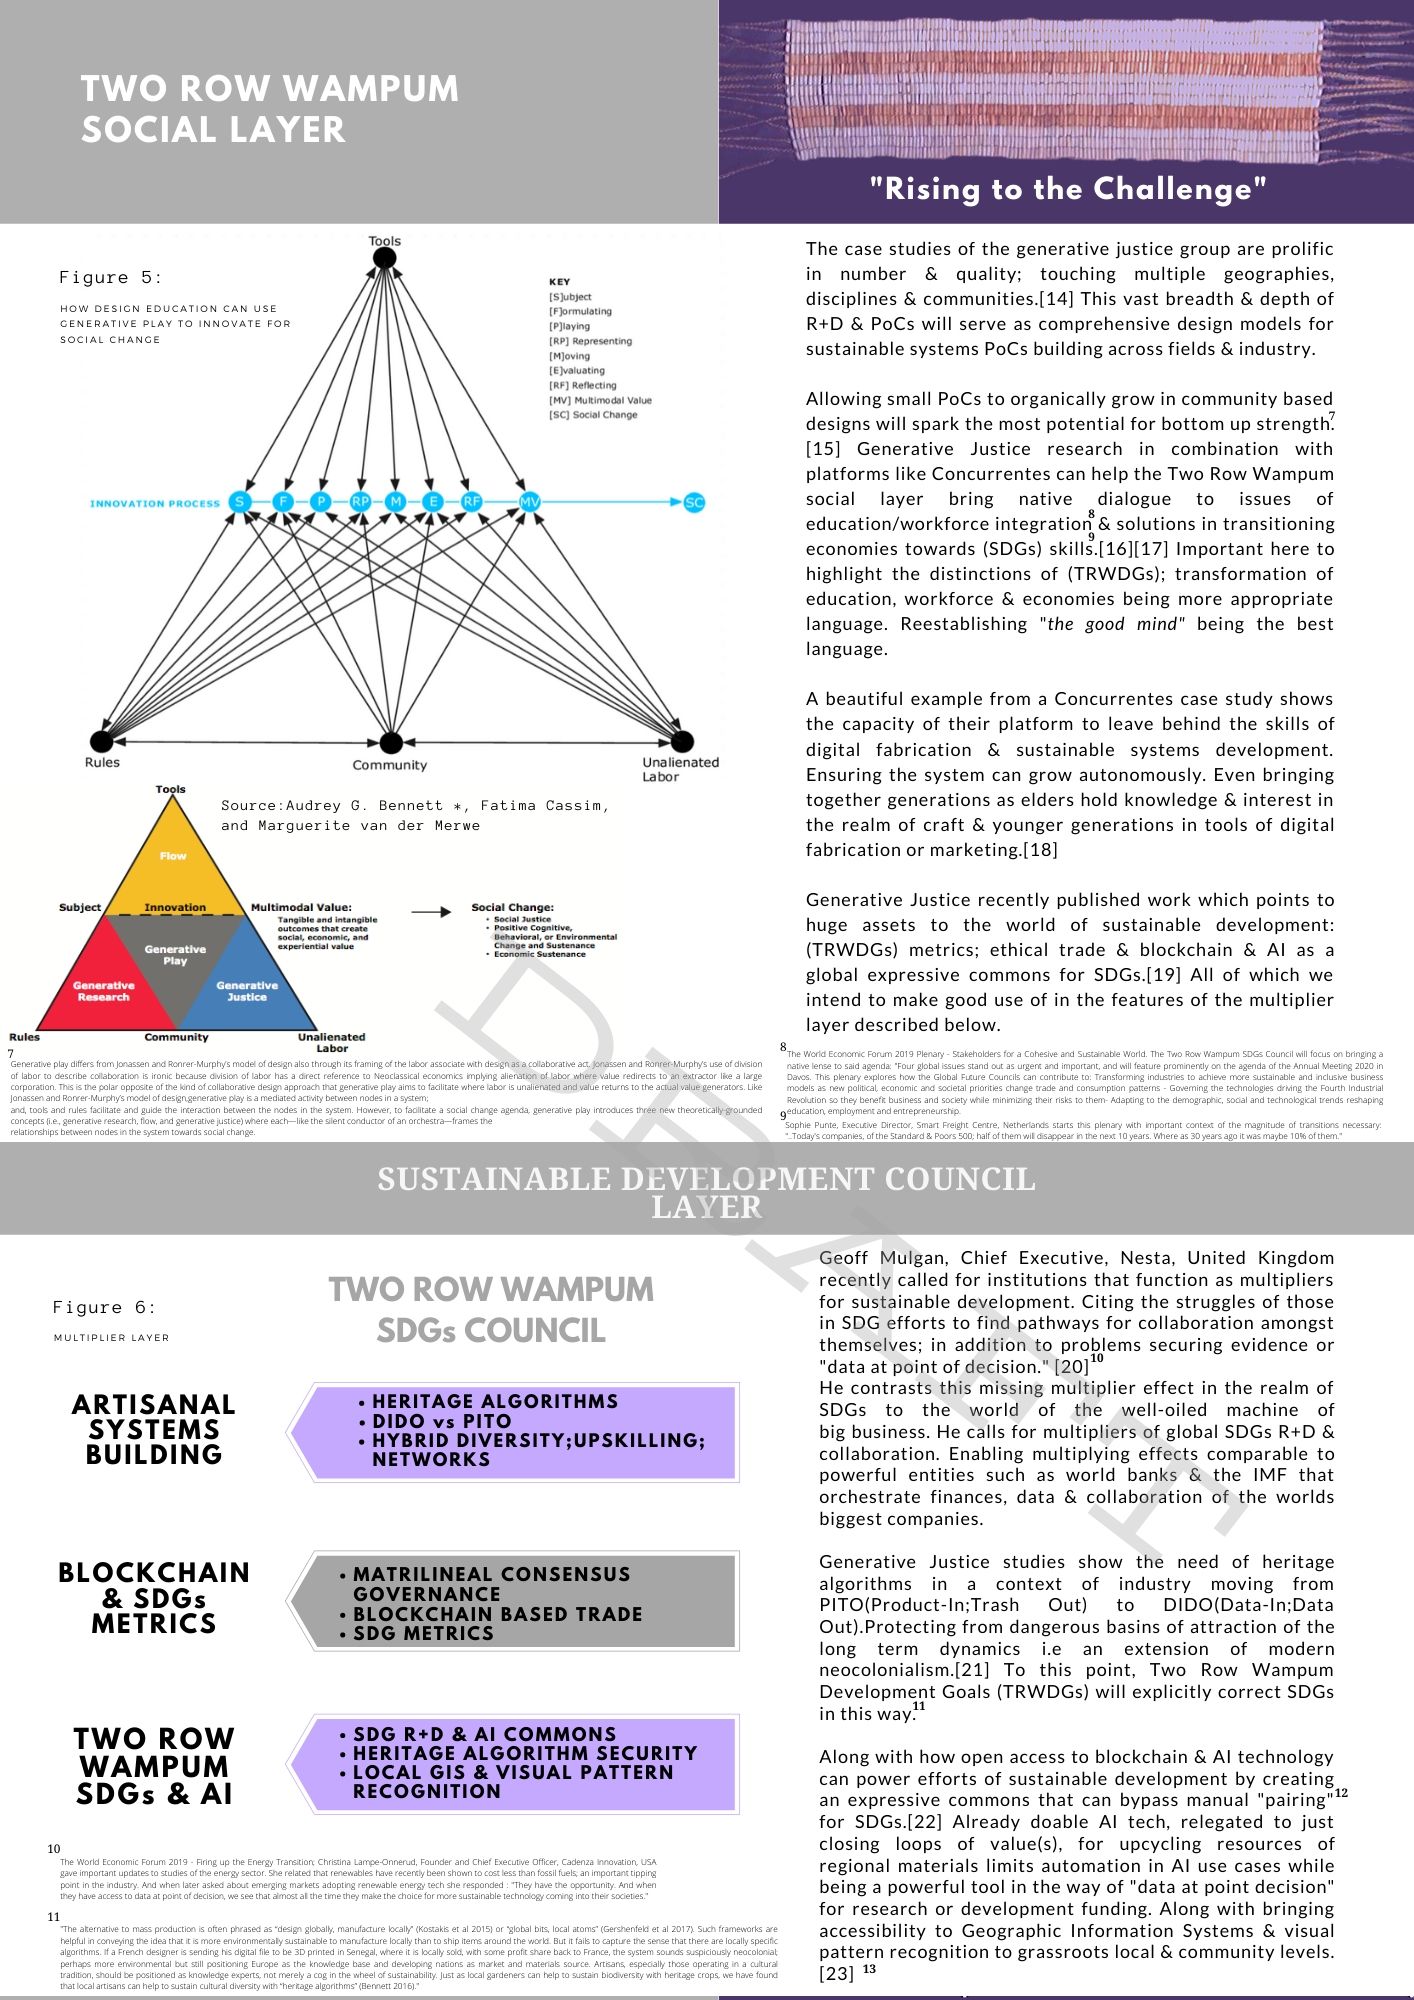 TWO ROW WAMPUM
SOCIAL LAYER
"Rising to the Challenge"
Figure 5:
HOW DESIGN EDUCATION CAN USE
GENERATIVE PLAY TO INNOVATE FOR
SOCIAL CHANGE
Tools
KEY
[S]ubject
[F]ormulating
[P]laying
[RP] Representing
[M]oving
[E]valuating
[RF] Reflecting
[MV] Multimodal Value
[SC] Social Change
INNOVATION PROCESS S F P RP M E RF MV SC
Rules
Community
Unalienated
Labor
Source:Audrey G. Bennett *, Fatima Cassim,
and Marguerite van der Merwe
Tools
Flow
Subject
Innovation
Multimodal Value:
Tangible and intangible
outcomes that create
social, economic, and
experiential value
Social Change:
• Social Justice
• Positive Cognitive,
Behavioral, or Environmental
Change and Sustenance
• Economic Sustenance
Generative
Play
Generative
Research
Generative
Justice
Rules
Community
Unalienated
Labor
7
Generative play differs from Jonassen and Ronrer-Murphy's model of design also through its framing of the labor associate with design as a collaborative act. Jonassen and Ronrer-Murphy's use of division
of labor to describe collaboration is ironic because division of labor has a direct reference to Neoclassical economics implying alienation of labor where value redirects to an extractor like a large
corporation. This is the polar opposite of the kind of collaborative design approach that generative play aims to facilitate where labor is unalienated and value returns to the actual value generators. Like
Jonassen and Rohrer-Murphy's model of design,generative play is a mediated activity between nodes in a system;
and, tools and rules facilitate and guide the interaction between the nodes in the system. However, to facilitate a social change agenda, generative play introduces three new theoretically-grounded
concepts (i.e., generative research, flow, and generative justice) where each—like the silent conductor of an orchestra—frames the
relationships between nodes in the system towards social change.
The case studies of the generative justice group are prolific
in number & quality; touching multiple geographies,
disciplines & communities.[14] This vast breadth & depth of
R+D & PoCs will serve as comprehensive design models for
sustainable systems PoCs building across fields & industry.
Allowing small PoCs to organically grow in community based
designs will spark the most potential for bottom up strength.7
[15] Generative Justice research in combination with
platforms like Concurrentes can help the Two Row Wampum
social layer bring native dialogue to issues of
education/workforce integration8 & solutions in transitioning
economies towards (SDGs) skills.9[16][17] Important here to
highlight the distinctions of (TRWDGs); transformation of
education, workforce & economies being more appropriate
language. Reestablishing "the good mind" being the best
language.
A beautiful example from a Concurrentes case study shows
the capacity of their platform to leave behind the skills of
digital fabrication & sustainable systems development.
Ensuring the system can grow autonomously. Even bringing
together generations as elders hold knowledge & interest in
the realm of craft & younger generations in tools of digital
fabrication or marketing.[18]
Generative Justice recently published work which points to
huge assets to the world of sustainable development:
(TRWDGs) metrics; ethical trade & blockchain & AI as a
global expressive commons for SDGs.[19] All of which we
intend to make good use of in the features of the multiplier
layer described below.
8
The World Economic Forum 2019 Plenary - Stakeholders for a Cohesive and Sustainable World. The Two Row Wampum SDGs Council will focus on bringing a
native lense to said agenda: "Four global issues stand out as urgent and important, and will feature prominently on the agenda of the Annual Meeting 2020 in
Davos. This plenary explores how the Global Future Councils can contribute to: Transforming industries to achieve more sustainable and inclusive business
models as new political, economic and societal priorities change trade and consumption patterns - Governing the technologies driving the Fourth Industrial
Revolution so they benefit business and society while minimizing their risks to them- Adapting to the demographic, social and technological trends reshaping
education, employment and entrepreneurship.
9
Sophie Punte, Executive Director, Smart Freight Centre, Netherlands starts this plenary with important context of the magnitude of transitions necessary:
"..Today's companies, of the Standard & Poors 500; half of them will disappear in the next 10 years. Where as 30 years ago it was maybe 10% of them."
SUSTAINABLE DEVELOPMENT COUNCIL
LAYER
DRAFT
Figure 6:
MULTIPLIER LAYER
TWO ROW WAMPUM
SDGs COUNCIL
ARTISANAL
SYSTEMS
BUILDING
• HERITAGE ALGORITHMS
• DIDO vs PITO
• HYBRID DIVERSITY;UPSKILLING;
NETWORKS
BLOCKCHAIN
& SDGs
METRICS
• MATRILINEAL CONSENSUS
GOVERNANCE
• BLOCKCHAIN BASED TRADE
• SDG METRICS
TWO ROW
WAMPUM
SDGs & AI
• SDG R+D & AI COMMONS
• HERITAGE ALGORITHM SECURITY
• LOCAL GIS & VISUAL PATTERN
RECOGNITION
10
The World Economic Forum 2019 - Firing up the Energy Transition; Christina Lampe-Onnerud, Founder and Chief Executive Officer, Cadenza Innovation, USA
gave important updates to studies of the energy sector. She related that renewables have recently been shown to cost less than fossil fuels; an important tipping
point in the industry. And when later asked about emerging markets adopting renewable energy tech she responded : "They have the opportunity. And when
they have access to data at point of decision, we see that almost all the time they make the choice for more sustainable technology coming into their societies."
11
"The alternative to mass production is often phrased as "design globally, manufacture locally" (Kostakis et al 2015) or "global bits, local atoms" (Gershenfeld et al 2017). Such frameworks are
helpful in conveying the idea that it is more environmentally sustainable to manufacture locally than to ship items around the world. But it fails to capture the sense that there are locally specific
algorithms. If a French designer is sending his digital file to be 3D printed in Senegal, where it is locally sold, with some profit share back to France, the system sounds suspiciously neocolonial;
perhaps more environmental but still positioning Europe as the knowledge base and developing nations as market and materials source. Artisans, especially those operating in a cultural
tradition, should be positioned as knowledge experts, not merely a cog in the wheel of sustainability. Just as local gardeners can help to sustain biodiversity with heritage crops, we have found
that local artisans can help to sustain cultural diversity with "heritage algorithms" (Bennett 2016)."
Geoff Mulgan, Chief Executive, Nesta, United Kingdom
recently called for institutions that function as multipliers
for sustainable development. Citing the struggles of those
in SDG efforts to find pathways for collaboration amongst
themselves; in addition to problems securing evidence or
"data at point of decision." [20]10
He contrasts this missing multiplier effect in the realm of
SDGs to the world of the well-oiled machine of
big business. He calls for multipliers of global SDGs R+D &
collaboration. Enabling multiplying effects comparable to
powerful entities such as world banks & the IMF that
orchestrate finances, data & collaboration of the worlds
biggest companies.
Generative Justice studies show the need of heritage
algorithms in a context of industry moving from
PITO(Product-In;Trash Out) to DIDO(Data-In;Data
Out).Protecting from dangerous basins of attraction of the
long term dynamics i.e an extension of modern
neocolonialism.[21] To this point, Two Row Wampum
Development Goals (TRWDGs) will explicitly correct SDGs
in this way.11
Along with how open access to blockchain & AI technology
can power efforts of sustainable development by creating
an expressive commons that can bypass manual "pairing"12
for SDGs.[22] Already doable AI tech, relegated to just
closing loops of value(s), for upcycling resources of
regional materials limits automation in AI use cases while
being a powerful tool in the way of "data at point decision"
for research or development funding. Along with bringing
accessibility to Geographic Information Systems & visual
pattern recognition to grassroots local & community levels.
[23] 13